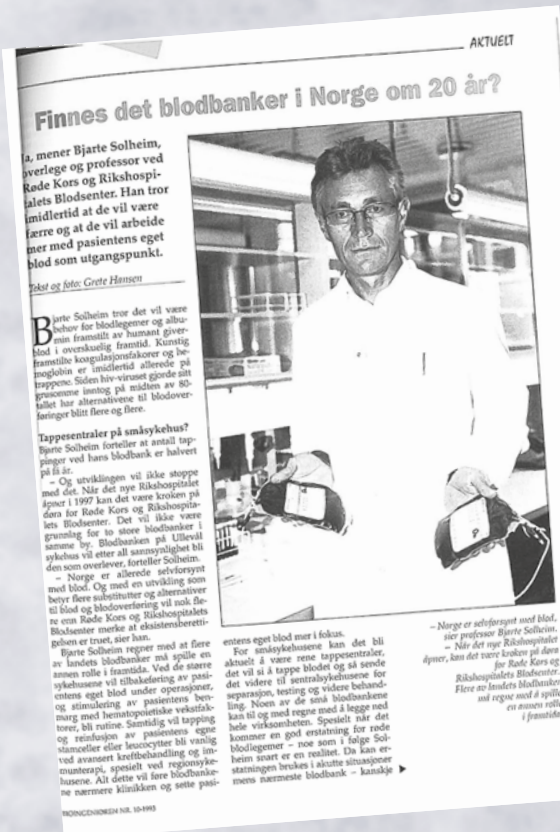 AKTUELT
Finnes det blodbanker i Norge om 20 år?
a, mener Bjarte Solheim,
overlege og professor ved
Røde Kors og Rikshospi-
talets Blodsenter. Han tror
imidlertid at de vil være
færre og at de vil arbeide
mer med pasientens eget
blod som utgangspunkt.
Tekst og foto: Grete Hansen
Bjarte Solheim tror det vil være
behov for blodlegemer og albu-
min framstilt av humant giver-
blod i overskuelig framtid. Kunstig
framstilte koagulasjonsfakorer og he-
moglobin er imidlertid allerede på
trappene. Siden hiv-viruset gjorde sitt
grusomme inntog på midten av 80-
tallet har alternativene til blodover-
føringer blitt flere og flere.
Tappesentraler på småsykehus?
Bjarte Solheim forteller at antall tap-
pinger ved hans blodbank er halvert
på få år.
– Og utviklingen vil ikke stoppe
med det. Når det nye Rikshospitalet
åpner i 1997 kan det være kroken på
døra for Røde Kors og Rikshospita-
lets Blodsenter. Det vil ikke være
grunnlag for to store blodbanker i
samme by. Blodbanken på Ullevål
sykehus vil etter all sannsynlighet bli
den som overlever, forteller Solheim.
– Norge er allerede selvforsynt
med blod. Og med en utvikling som
betyr flere substitutter og alternativer
til blod og blodoverføring vil nok fle-
re enn Røde Kors og Rikshospitalets
Blodsenter merke at eksistensberetti-
gelsen er truet, sier han.
Bjarte Solheim regner med at flere
av landets blodbanker må spille en
annen rolle i framtida. Ved de større
sykehusene vil tilbakeføring av pasi-
entens eget blod under operasjoner,
og stimulering av pasientens ben-
marg med hematopoietiske vekstfak-
torer, bli rutine. Samtidig vil tapping
og reinfusjon av pasientens egne
stamceller eller leucocytter bli vanlig
ved avansert kreftbehandling og im-
munterapi, spesielt ved regionsyke-
husene. Alt dette vil føre blodbanke-
ne nærmere klinikken og sette pasi-
entens eget blod mer i fokus.
For småsykehusene kan det bli
aktuelt å være rene tappesentraler,
det vil si å tappe blodet og så sende
det videre til sentralsykehusene for
separasjon, testing og videre behand-
ling. Noen av de små blodbankene
kan til og med regne med å legge ned
hele virksomheten. Spesielt når det
kommer en god erstatning for røde
blodlegemer – noe som i følge Sol-
heim snart er en realitet. Da kan er-
statningen brukes i akutte situasjoner
mens nærmeste blodbank – kanskje
– Norge er selvforsynt med blod,
sier professor Bjarte Solheim.
– Når det nye Rikshospitalet
åpner, kan det være kroken på døra
for Røde Kors og
Rikshospitalets Blodsenter.
Flere av landets blodbanker
må regne med å spille
en annen rolle
i framtida
NR. 10-1995